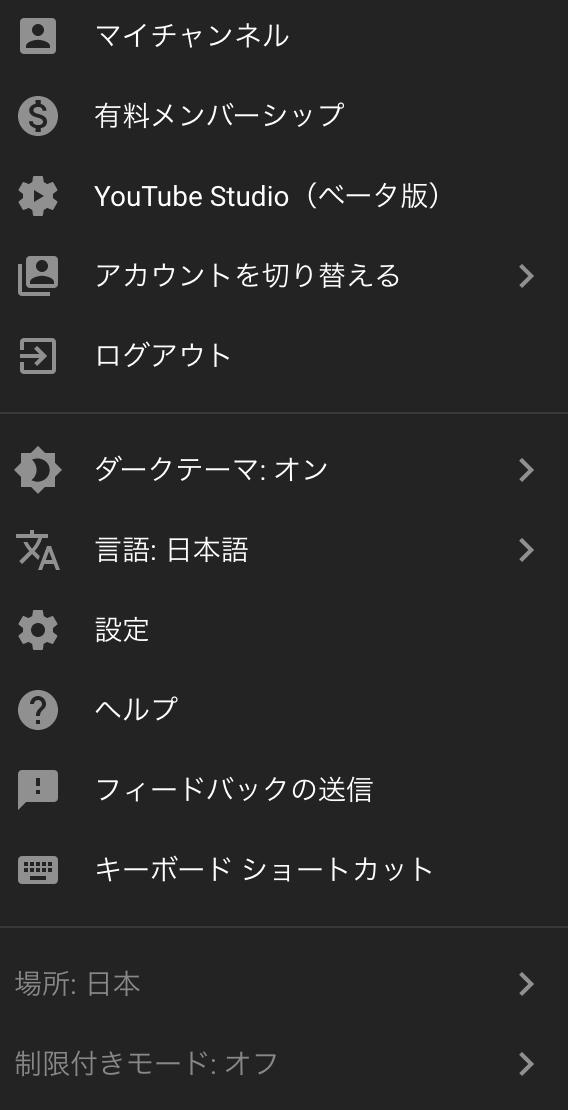 マイチャンネル
有料メンバーシップ
YouTube Studio（ベータ版）
アカウントを切り替える
ログアウト
ダークテーマ: オン
言語: 日本語
設定
ヘルプ
フィードバックの送信
キーボード ショートカット
場所: 日本
制限付きモード: オフ